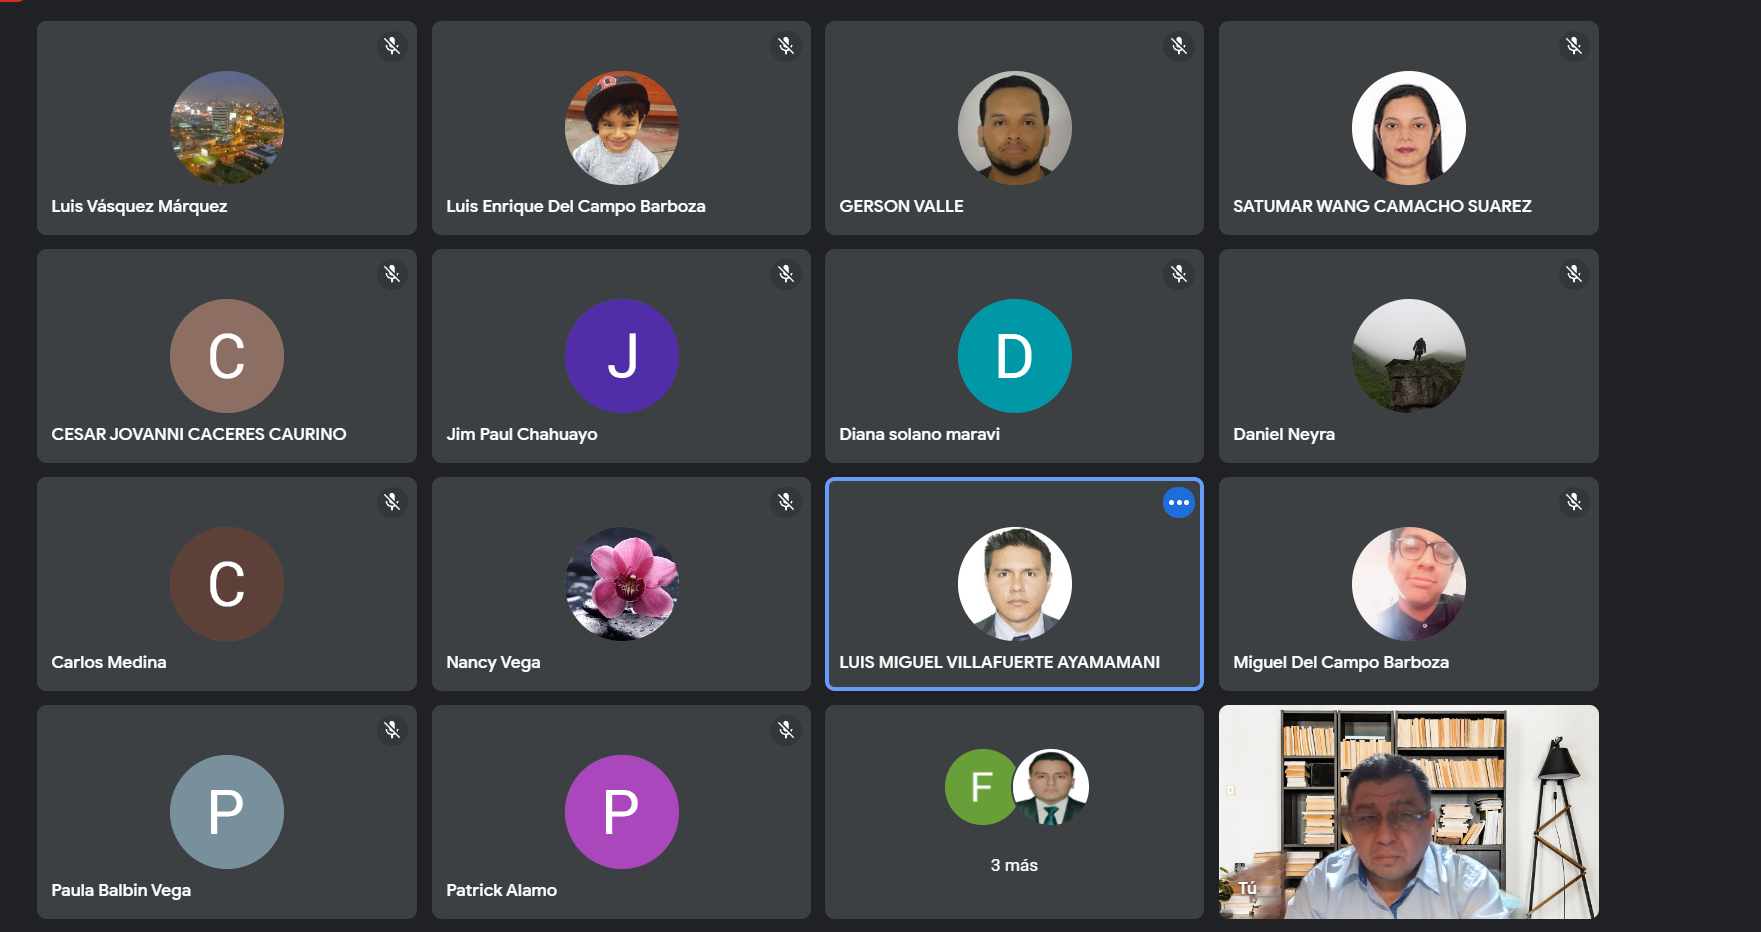 Luis Vásquez Márquez
Luis Enrique Del Campo Barboza
GERSON VALLE
SATUMAR WANG CAMACHO SUAREZ
C
CESAR JOVANNI CACERES CAURINO
J
Jim Paul Chahuayo
D
Diana solano maravi
Daniel Neyra
C
Carlos Medina
Nancy Vega
LUIS MIGUEL VILLAFUERTE AYAMAMANI
Miguel Del Campo Barboza
P
Paula Balbin Vega
P
Patrick Alamo
F
3 más
Tú